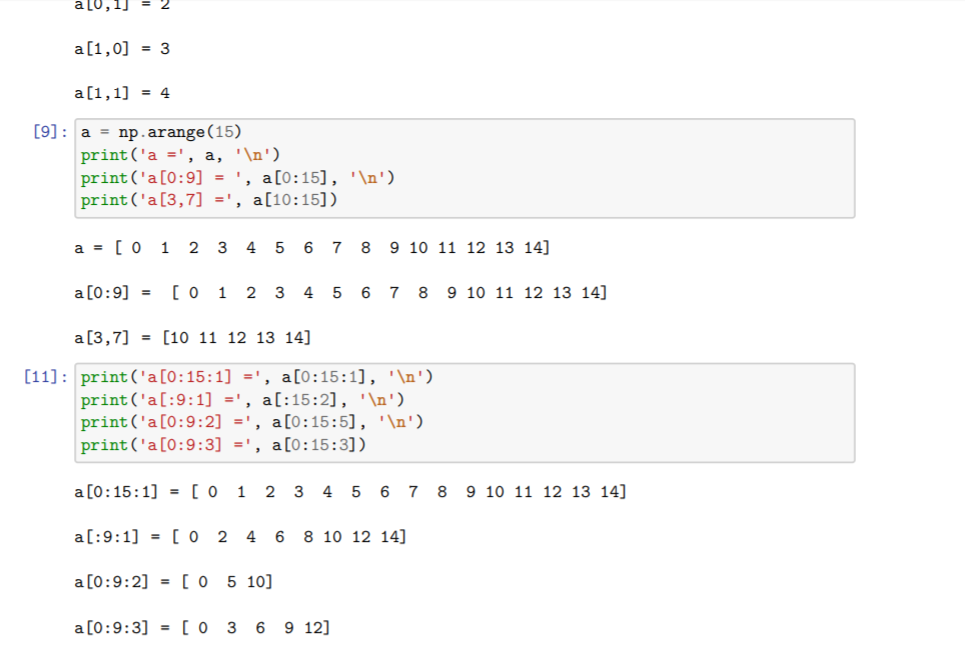 a[0,1] = 2
a[1,0] = 3
a[1,1] = 4
[9]: a = np.arange(15)
print('a =', a, '\n')
print('a[0:9] = ', a[0:15], '\n')
print('a[3,7] =', a[10:15])
a = [ 0  1  2  3  4  5  6  7  8  9 10 11 12 13 14]
a[0:9] =  [ 0  1  2  3  4  5  6  7  8  9 10 11 12 13 14]
a[3,7] = [10 11 12 13 14]
[11]: print('a[0:15:1] =', a[0:15:1], '\n')
print('a[:9:1] =', a[:15:2], '\n')
print('a[0:9:2] =', a[0:15:5], '\n')
print('a[0:9:3] =', a[0:15:3])
a[0:15:1] = [ 0  1  2  3  4  5  6  7  8  9 10 11 12 13 14]
a[:9:1] = [ 0  2  4  6  8 10 12 14]
a[0:9:2] = [ 0  5 10]
a[0:9:3] = [ 0  3  6  9 12]